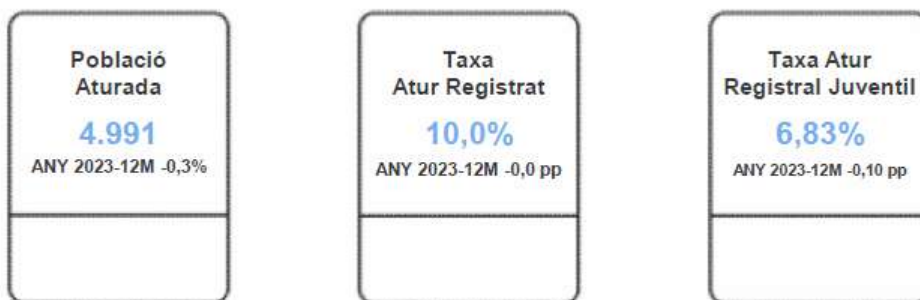 Població
Aturada
4.991
ANY 2023-12M -0,3%
Taxa
Atur Registrat
10,0%
ANY 2023-12M -0,0 pp
Taxa Atur
Registral Juventil
6,83%
ANY 2023-12M -0,10 pp